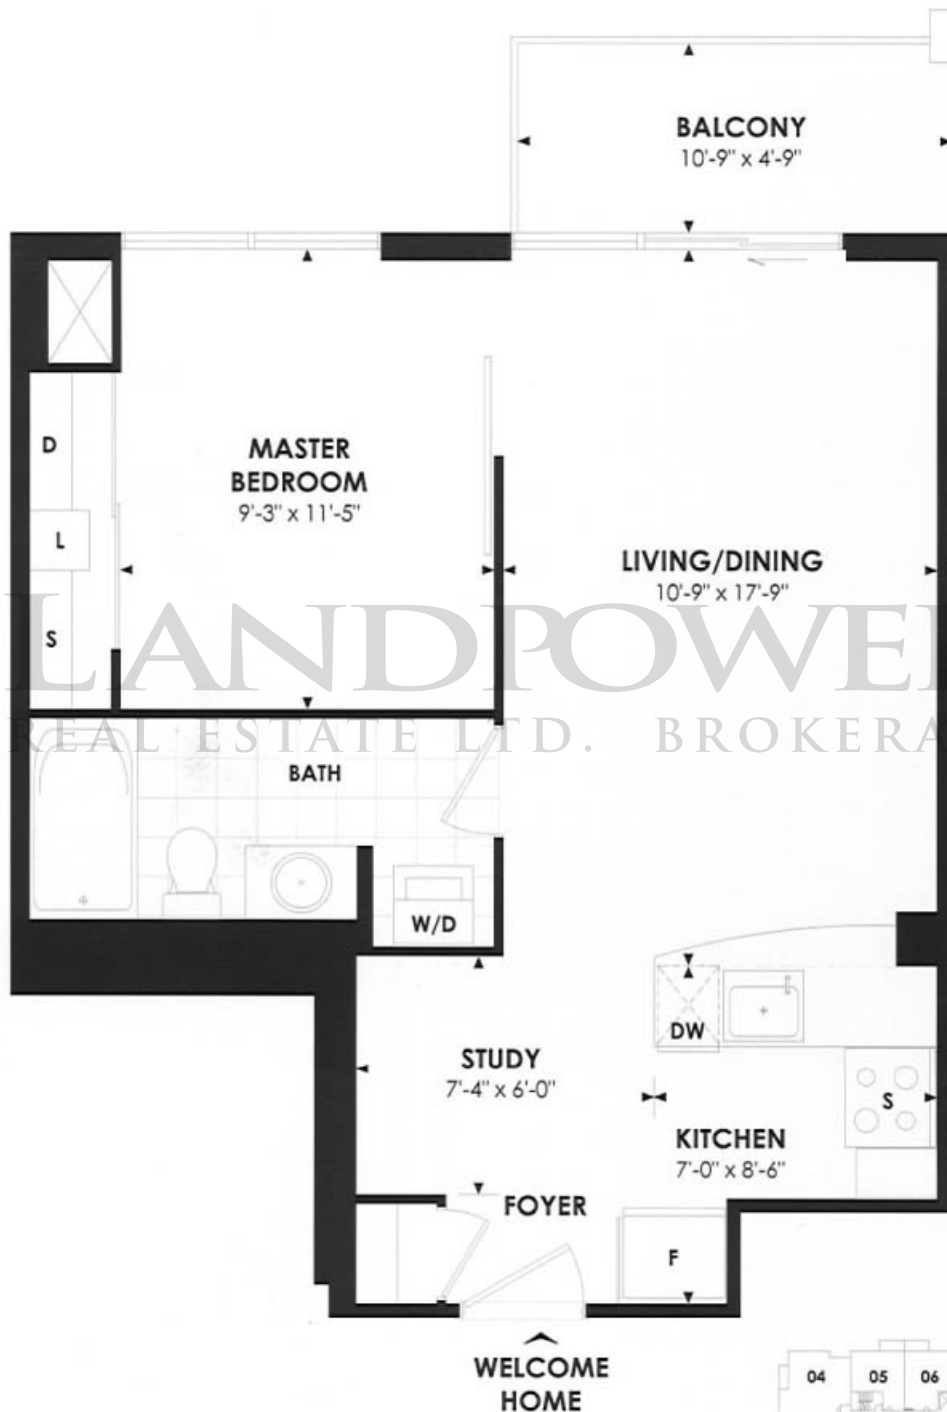 BALCONY
10'-9" x 4'-9"
MASTER
BEDROOM
9'-3" x 11'-5"
D
L
S
LIVING/DINING
10'-9" x 17'-9"
LANDPOWE
REAL ESTATE LTD. BROKERA
BATH
W/D
DW
STUDY
7'-4" x 6'-0"
S
KITCHEN
7'-0" x 8'-6"
FOYER
F
WELCOME
HOME
04 05 06